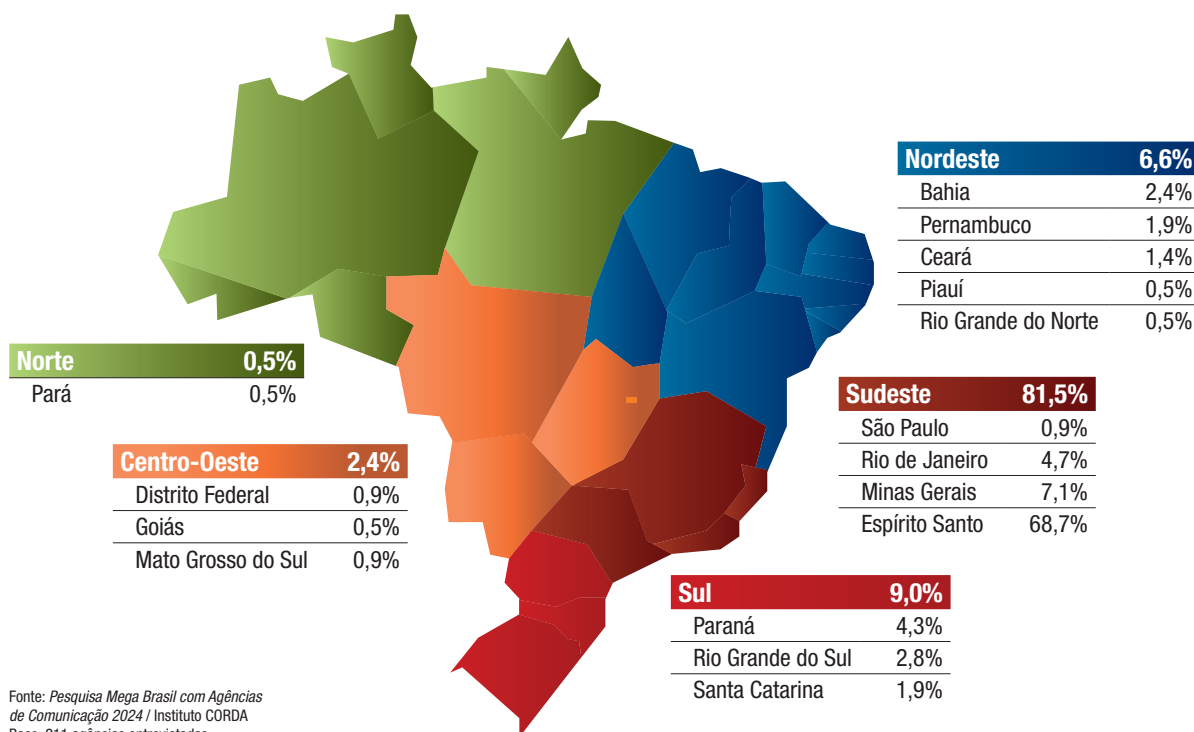 Nordeste 6,6%
Bahia 2,4%
Pernambuco 1,9%
Ceará 1,4%
Piauí 0,5%
Rio Grande do Norte 0,5%
Norte 0,5%
Pará 0,5%
Sudeste 81,5%
São Paulo 0,9%
Rio de Janeiro 4,7%
Minas Gerais 7,1%
Espírito Santo 68,7%
Centro-Oeste 2,4%
Distrito Federal 0,9%
Goiás 0,5%
Mato Grosso do Sul 0,9%
Sul 9,0%
Paraná 4,3%
Rio Grande do Sul 2,8%
Santa Catarina 1,9%
Fonte: Pesquisa Mega Brasil com Agências
de Comunicação 2024 / Instituto CORDA